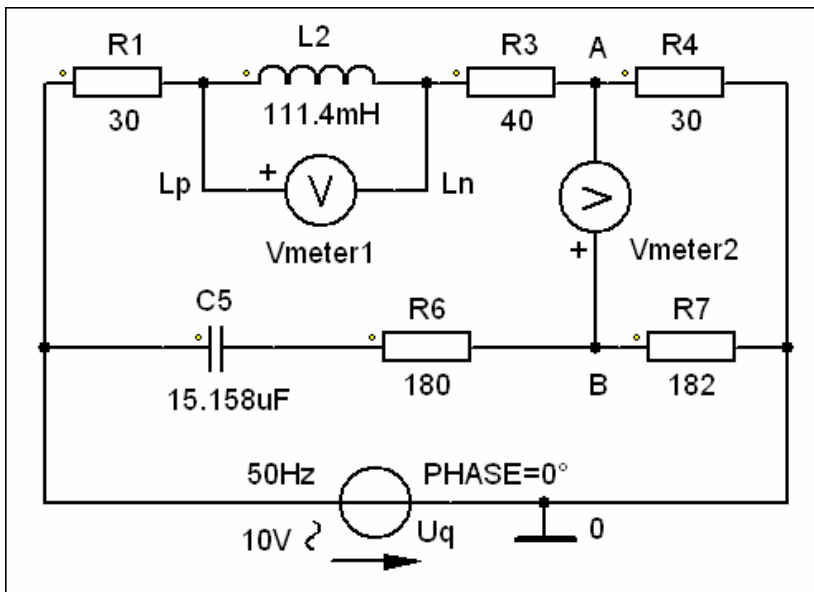 R1 L2 R3 A R4
30 111.4mH 40 30
Lp + V Ln V
Vmeter1 + Vmeter2
C5 R6 R7
15.158uF 180 B 182
50Hz PHASE=0°
10V Uq 0